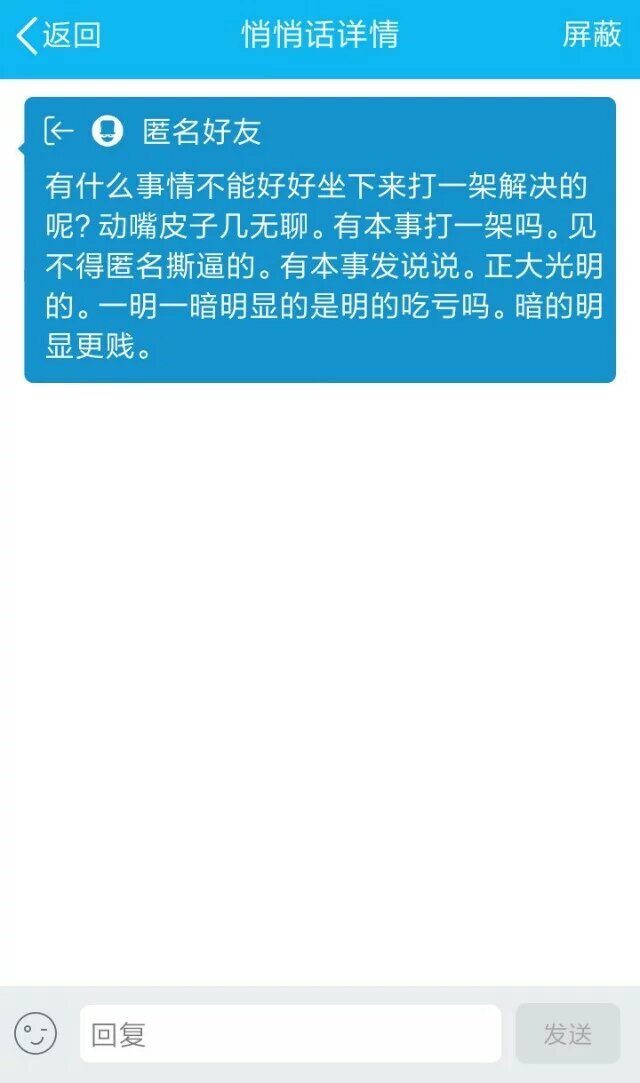 返回 悄悄话详情 屏蔽
匿名好友
有什么事情不能好好坐下来打一架解决的
呢？动嘴皮子几无聊。有本事打一架吗。见
不得匿名撕逼的。有本事发说说。正大光明
的。一明一暗明显的是明的吃亏吗。暗的明
显更贱。
回复 发送